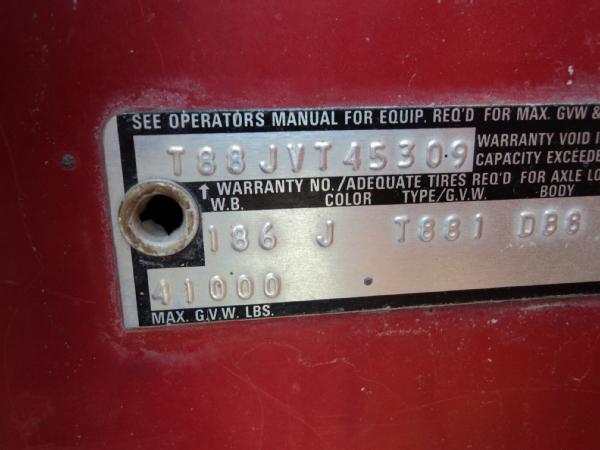 SEE OPERATORS MANUAL FOR EQUIP. REQ'D FOR MAX. GVW &
T88JVT45309
WARRANTY VOID I
CAPACITY EXCEEDE
↑ WARRANTY NO./ADEQUATE TIRES REQ'D FOR AXLE LO
W.B. COLOR TYPE/G.V.W. BODY
186 J T881 D88
41000
MAX. G.V.W. LBS.